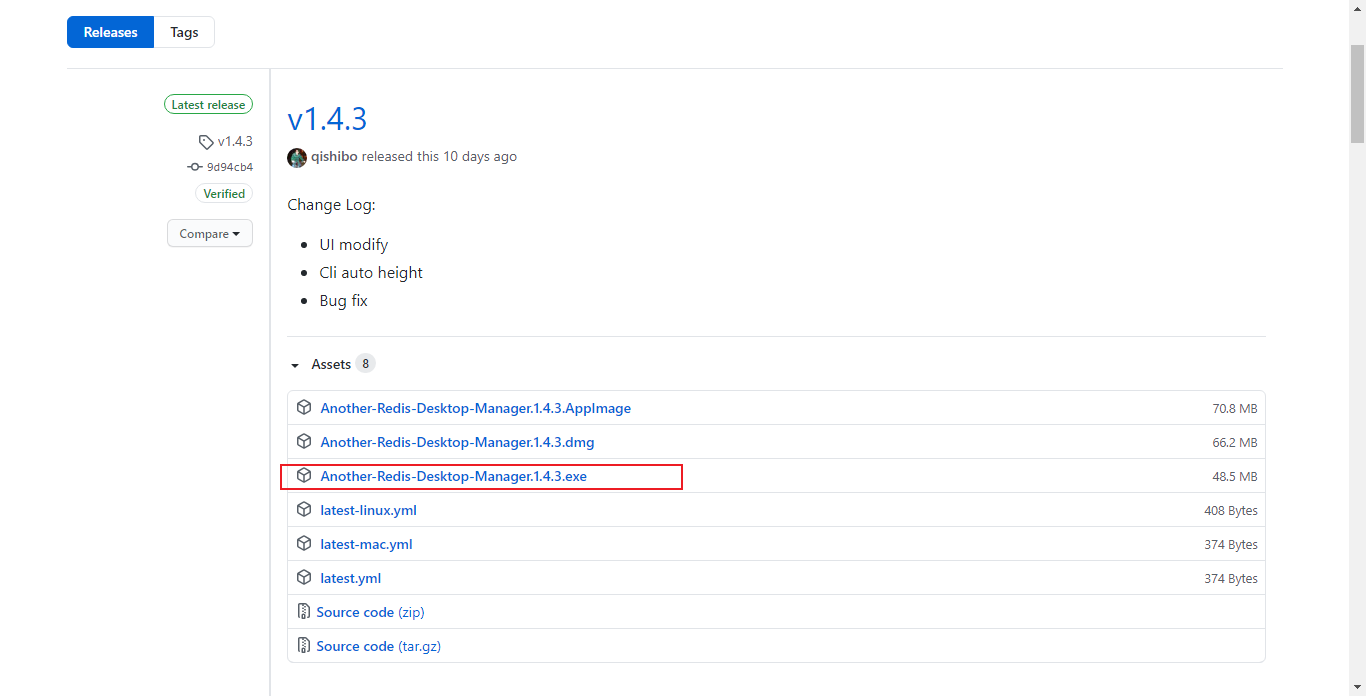 Releases
Tags
Latest release
v1.4.3
9d94cb4
Verified
Compare
v1.4.3
qishibo released this 10 days ago
Change Log:
UI modify
Cli auto height
Bug fix
Assets 8
Another-Redis-Desktop-Manager.1.4.3.AppImage 70.8 MB
Another-Redis-Desktop-Manager.1.4.3.dmg 66.2 MB
Another-Redis-Desktop-Manager.1.4.3.exe 48.5 MB
latest-linux.yml 408 Bytes
latest-mac.yml 374 Bytes
latest.yml 374 Bytes
Source code (zip)
Source code (tar.gz)